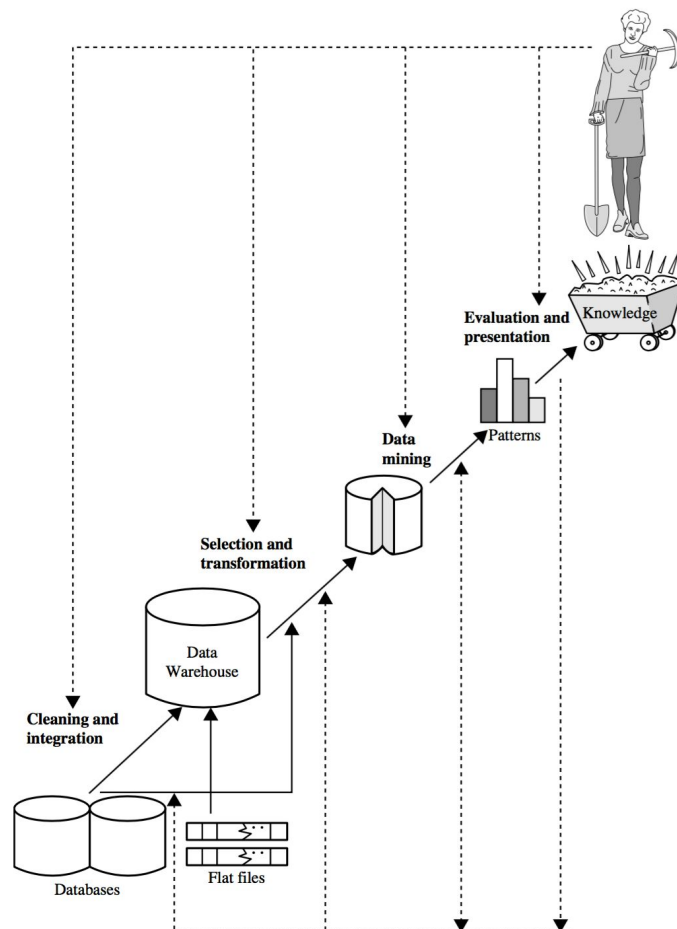 Knowledge
Evaluation and
presentation
Patterns
Data
mining
Selection and
transformation
Data
Warehouse
Cleaning and
integration
Databases
Flat files